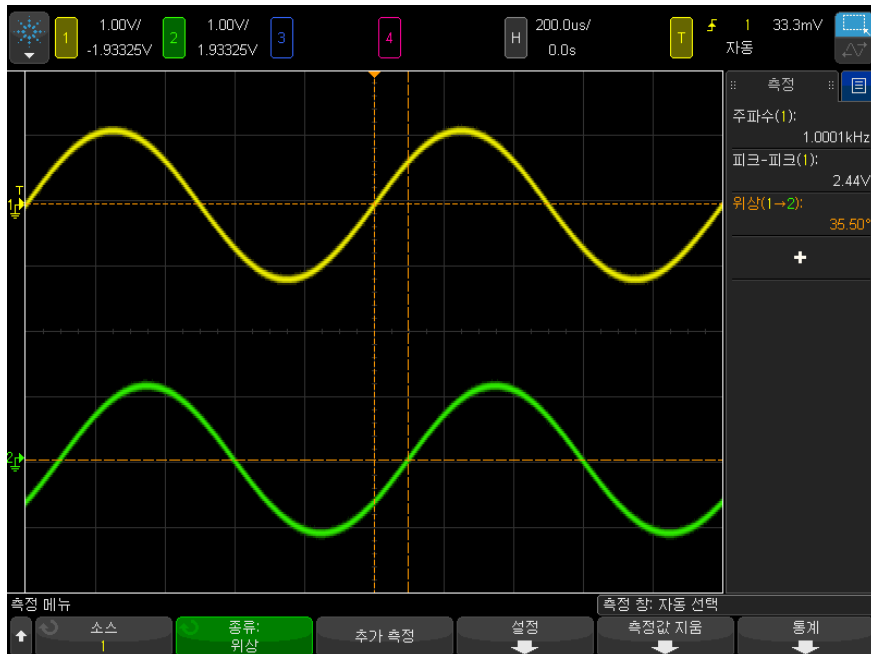 1 1.00V/ 2 1.00V/ 3 4 H 200.0us/ T 1 33.3mV
-1.93325V 1.93325V 0.0s 자동
측정
주파수(1):
1.0001kHz
피크-피크(1):
2.44V
위상(1→2):
35.50°
+
T
1
2
측정 메뉴
측정 창: 자동 선택
소스
1
종류:
위상
추가 측정
설정
측정값 지움
통계